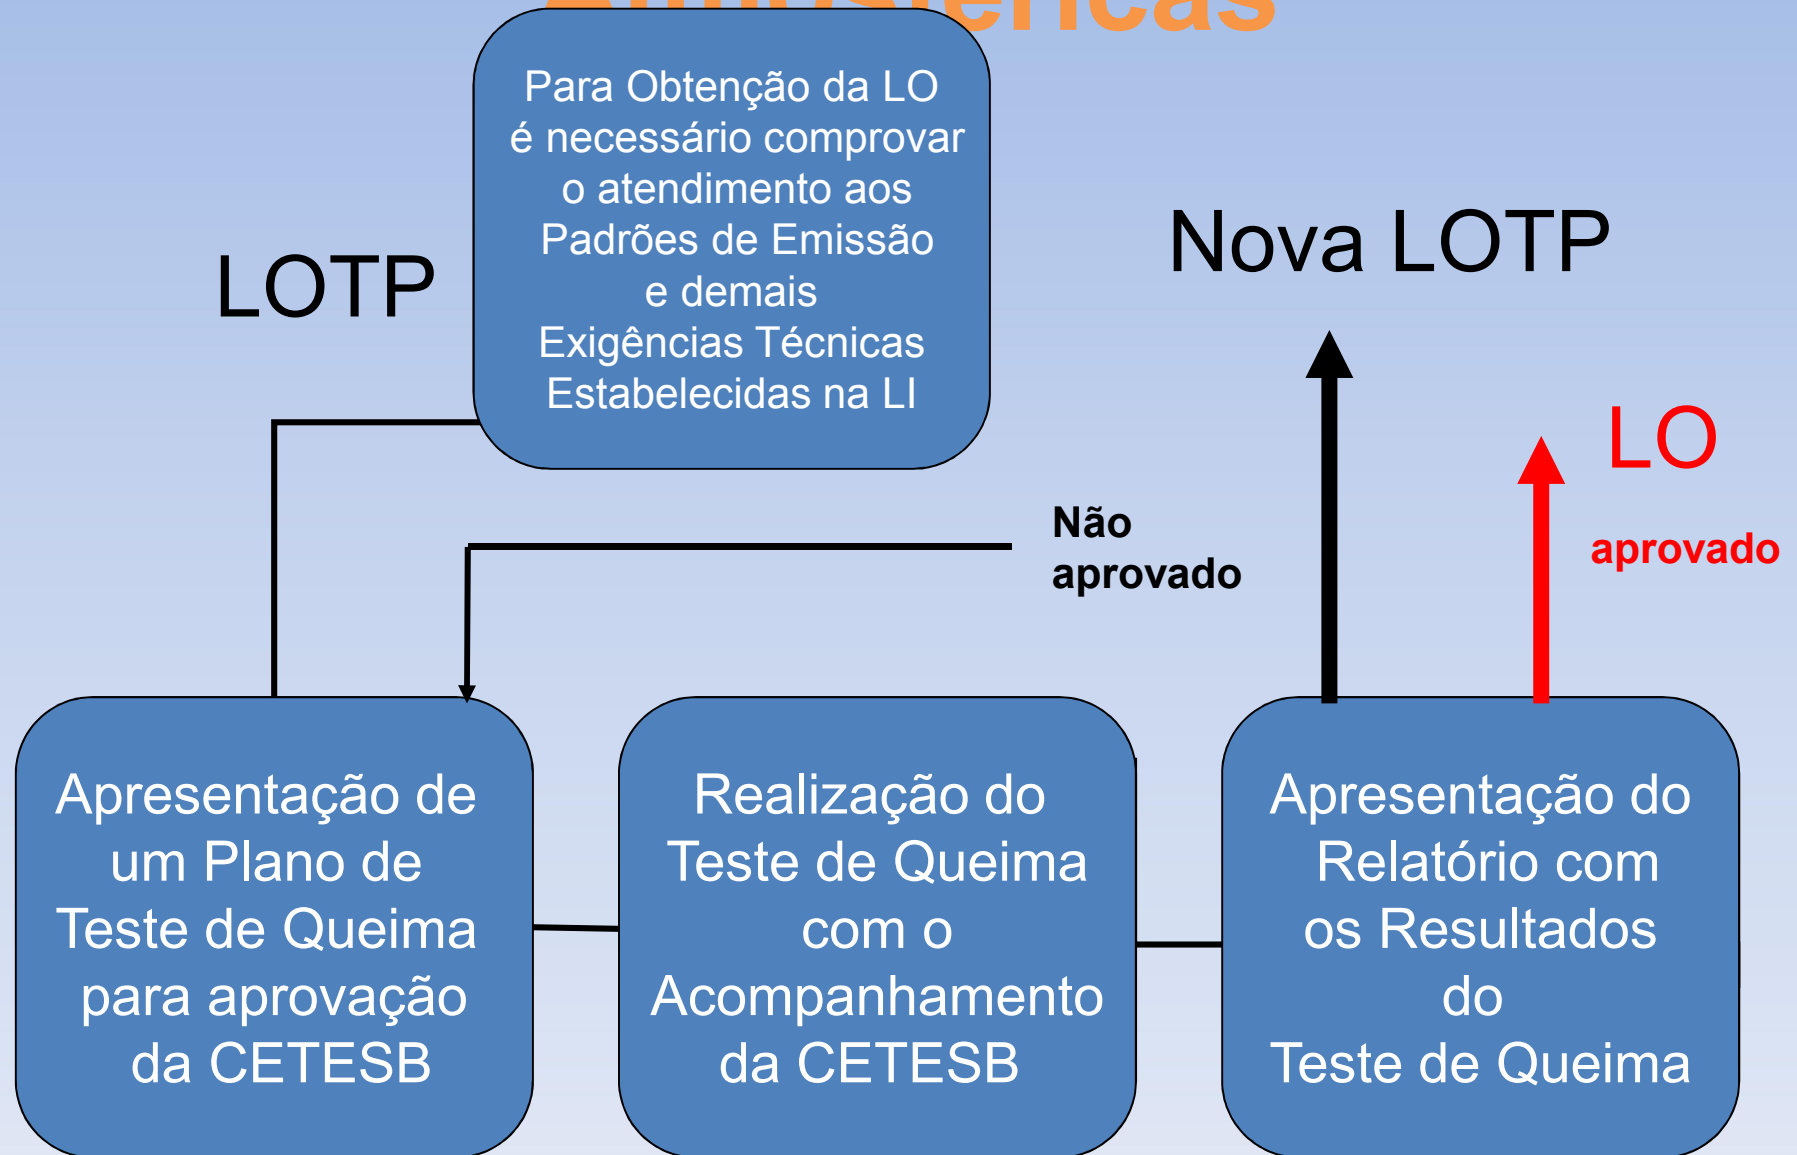 Atmosféricas
Para Obtenção da LO
é necessário comprovar
o atendimento aos
Padrões de Emissão
e demais
Exigências Técnicas
Estabelecidas na LI
LOTP
Nova LOTP
LO
aprovado
Não
aprovado
Apresentação de
um Plano de
Teste de Queima
para aprovação
da CETESB
Realização do
Teste de Queima
com o
Acompanhamento
da CETESB
Apresentação do
Relatório com
os Resultados
do
Teste de Queima